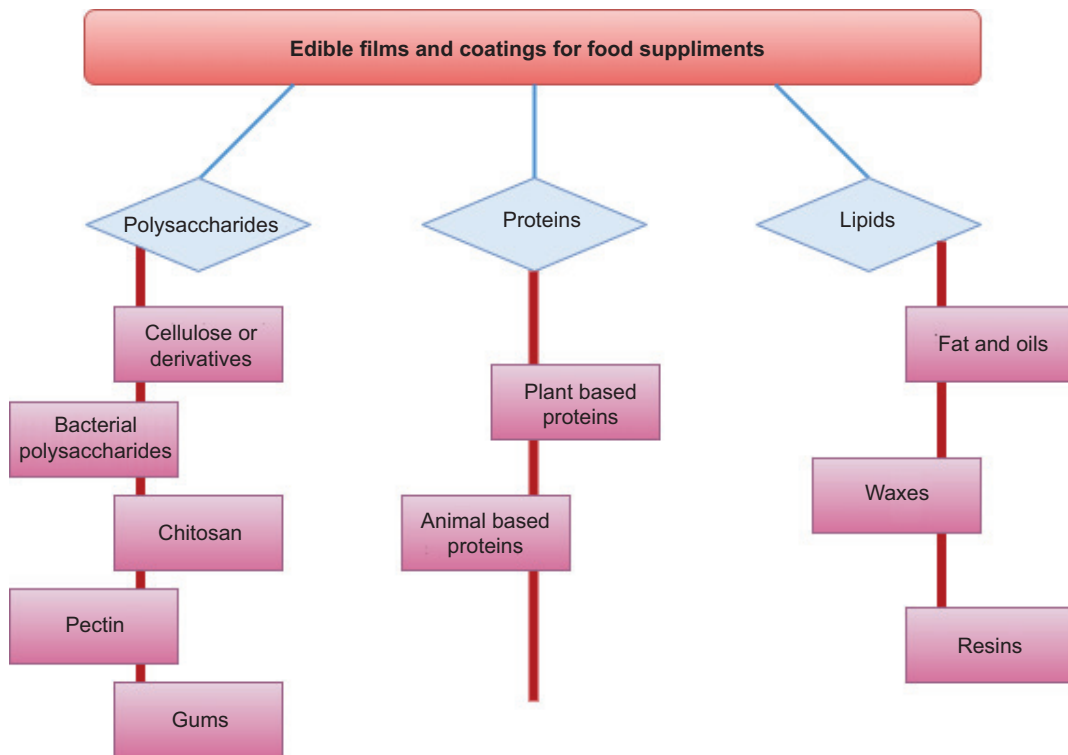 Edible films and coatings for food suppliments
Polysaccharides
Proteins
Lipids
Cellulose or
derivatives
Bacterial
polysaccharides
Chitosan
Pectin
Gums
Plant based
proteins
Animal based
proteins
Fat and oils
Waxes
Resins